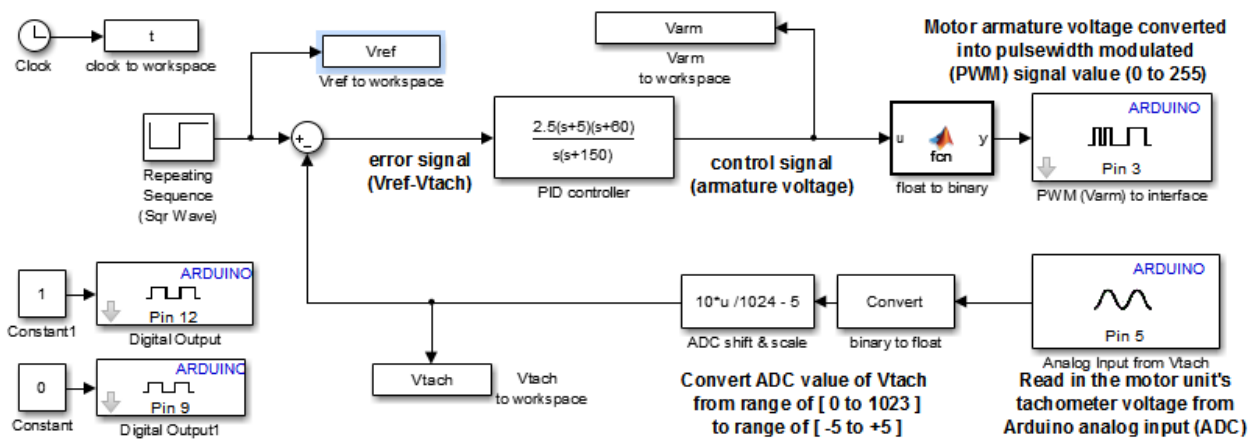 t
Clock
clock to workspace
Vref
Vref to workspace
Varm
Varm
to workspace
Motor armature voltage converted
into pulsewidth modulated
(PWM) signal value (0 to 255)
Repeating
Sequence
(Sqr Wave)
+
−
error signal
(Vref-Vtach)
2.5(s+5)(s+60)
s(s+150)
PID controller
control signal
(armature voltage)
u
fcn
y
float to binary
ARDUINO
Pin 3
PWM (Varm) to interface
1
Constant1
ARDUINO
Pin 12
Digital Output
0
Constant
ARDUINO
Pin 9
Digital Output1
Vtach
Vtach
to workspace
10*u /1024 - 5
ADC shift & scale
Convert
binary to float
ARDUINO
Pin 5
Analog Input from Vtach
Convert ADC value of Vtach
from range of [ 0 to 1023 ]
to range of [ -5 to +5 ]
Read in the motor unit's
tachometer voltage from
Arduino analog input (ADC)